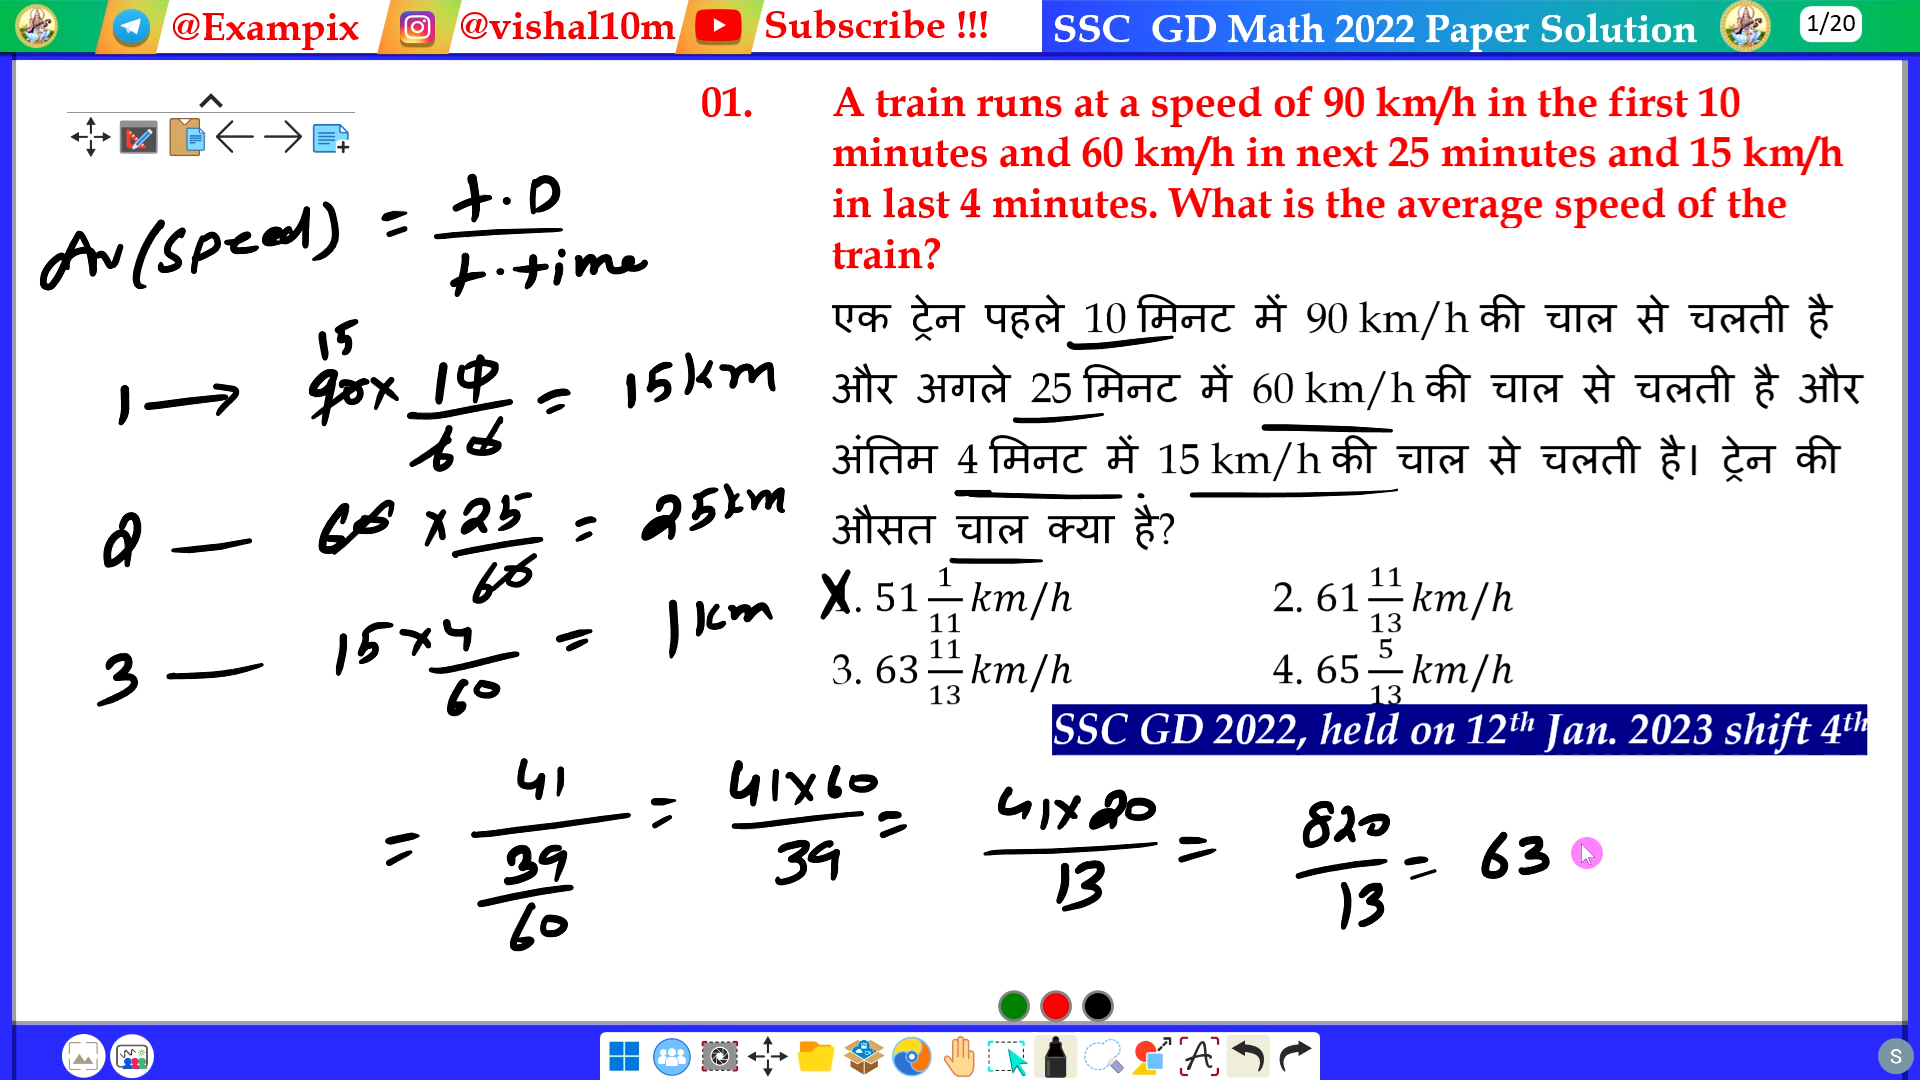 @Exampix @vishal10m Subscribe !!! SSC GD Math 2022 Paper Solution 1/20
01. A train runs at a speed of 90 km/h in the first 10
minutes and 60 km/h in next 25 minutes and 15 km/h
in last 4 minutes. What is the average speed of the
train?
एक ट्रेन पहले 10 मिनट में 90 km/h की चाल से चलती है
और अगले 25 मिनट में 60 km/h की चाल से चलती है और
अंतिम 4 मिनट में 15 km/h की चाल से चलती है। ट्रेन की
औसत चाल क्या है?
1. 51 1/11 km/h 2. 61 11/13 km/h
3. 63 11/13 km/h 4. 65 5/13 km/h
SSC GD 2022, held on 12th Jan. 2023 shift 4th
Av(speed) = t.D / t.time
15
1 → 90 × 10/60 = 15 km
2 — 60 × 25/60 = 25 km
3 — 15 × 4/60 = 1 km
= 41 / 39/60 = 41×60 / 39 = 41×20 / 13 = 820 / 13 = 63
A
S